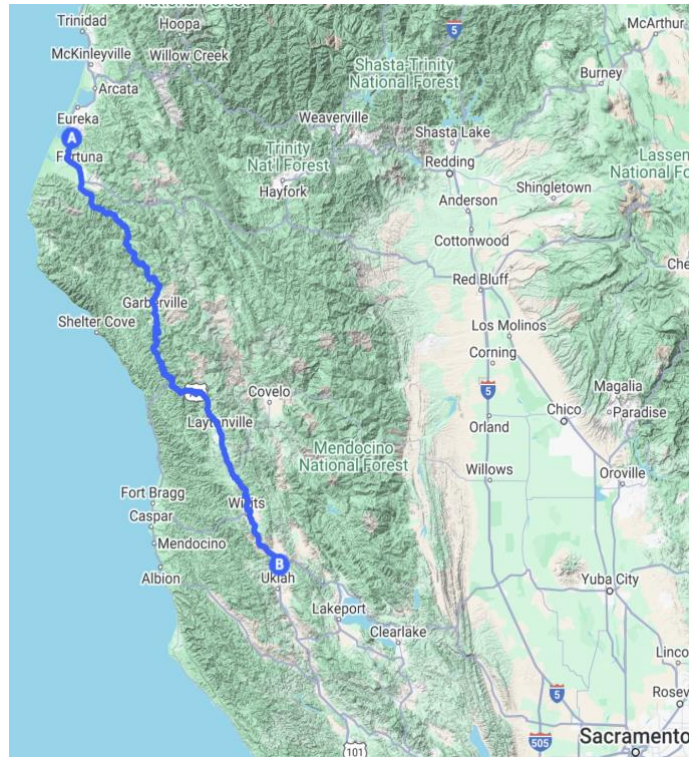 Trinidad
Hoopa
McArthur
McKinleyville
Willow Creek
5
Shasta-Trinity
National Forest
Burney
Arcata
Eureka
Weaverville
Shasta Lake
A
Fortuna
Trinity
Nat'l Forest
Redding
Lassen
National Fo
Hayfork
Shingletown
Anderson
Cottonwood
Red Bluff
Garberville
Shelter Cove
Los Molinos
Corning
Covelo
5
Magalia
Paradise
Laytonville
Orland
Chico
Mendocino
National Forest
Willows
Oroville
Fort Bragg
Willits
Caspar
Mendocino
B
Albion
Ukiah
Yuba City
Lakeport
Clearlake
Linco
5
Rosev
101
505
Sacramento